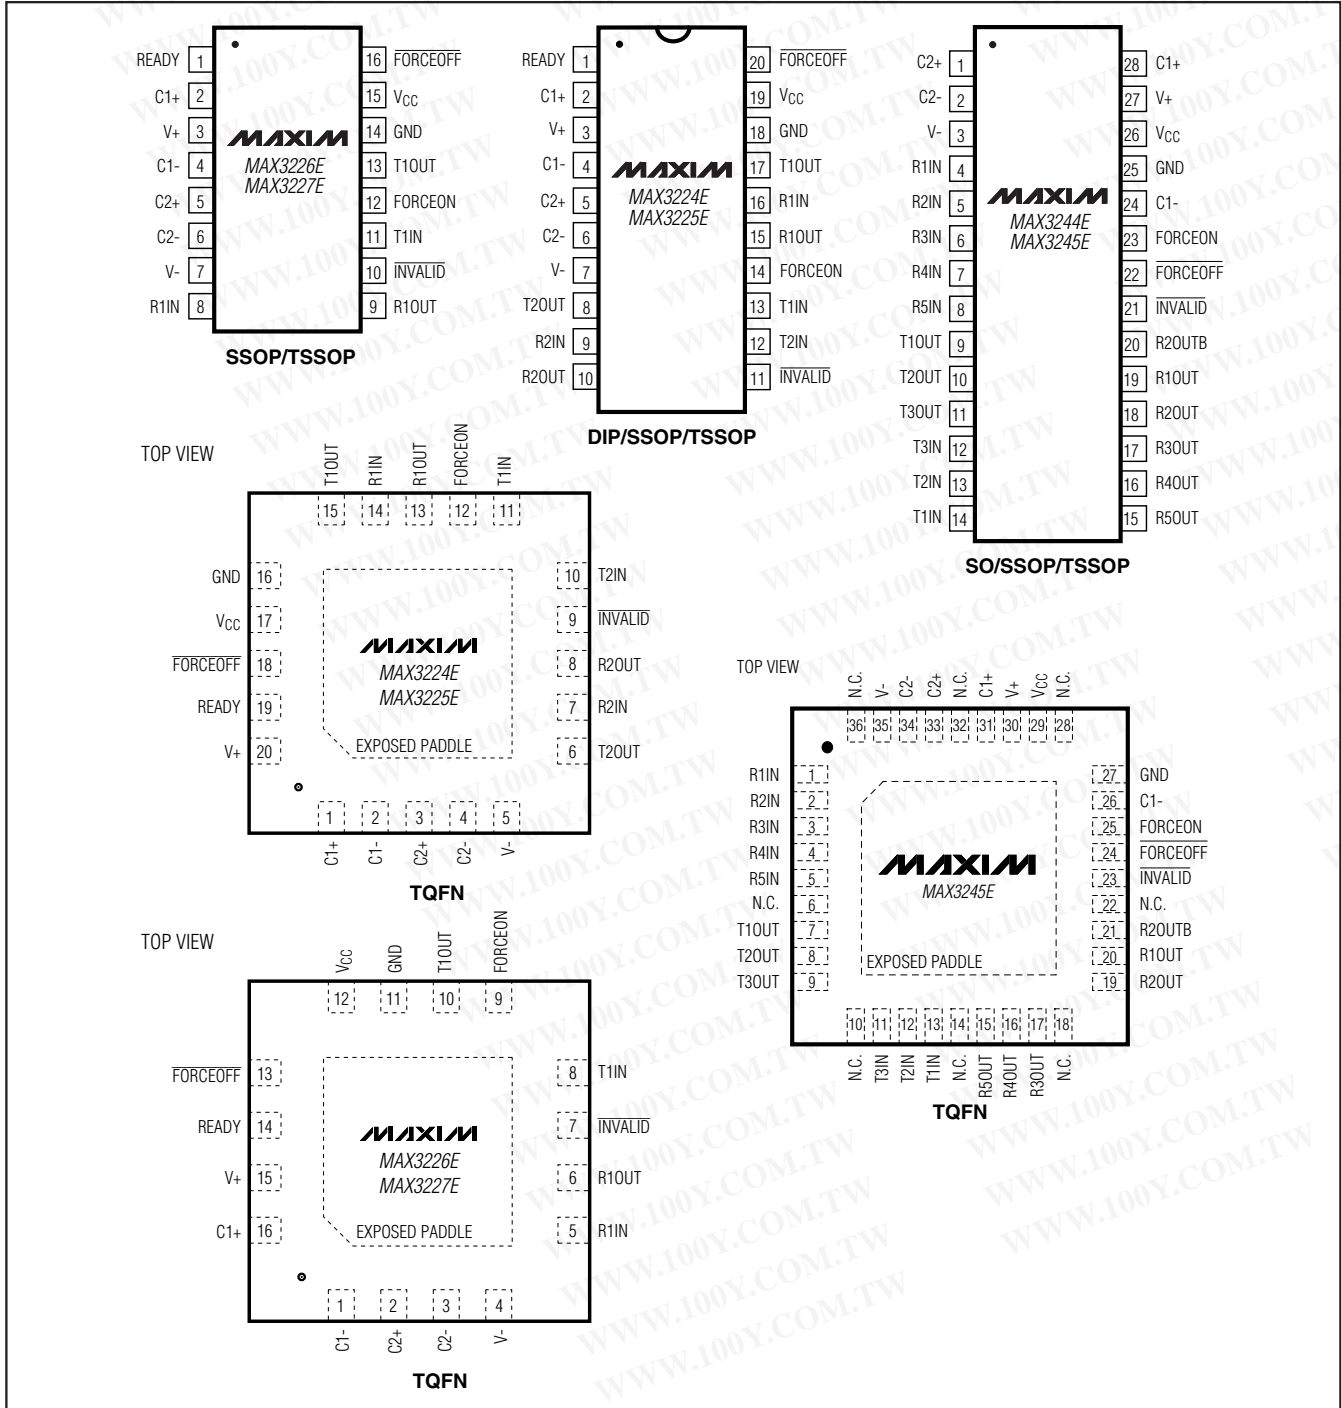 READY 1
C1+ 2
V+ 3
C1- 4
C2+ 5
C2- 6
V- 7
R1IN 8
MAXIM
MAX3226E
MAX3227E
16 FORCEOFF
15 VCC
14 GND
13 T1OUT
12 FORCEON
11 T1IN
10 INVALID
9 R1OUT
SSOP/TSSOP
READY 1
C1+ 2
V+ 3
C1- 4
C2+ 5
C2- 6
V- 7
T2OUT 8
R2IN 9
R2OUT 10
MAXIM
MAX3224E
MAX3225E
20 FORCEOFF
19 VCC
18 GND
17 T1OUT
16 R1IN
15 R1OUT
14 FORCEON
13 T1IN
12 T2IN
11 INVALID
DIP/SSOP/TSSOP
C2+ 1
C2- 2
V- 3
R1IN 4
R2IN 5
R3IN 6
R4IN 7
R5IN 8
T1OUT 9
T2OUT 10
T3OUT 11
T3IN 12
T2IN 13
T1IN 14
MAXIM
MAX3244E
MAX3245E
28 C1+
27 V+
26 VCC
25 GND
24 C1-
23 FORCEON
22 FORCEOFF
21 INVALID
20 R2OUTB
19 R1OUT
18 R2OUT
17 R3OUT
16 R4OUT
15 R5OUT
SO/SSOP/TSSOP
TOP VIEW
T1OUT R1IN R1OUT FORCEON T1IN
15 14 13 12 11
GND 16
VCC 17
FORCEOFF 18
READY 19
V+ 20
MAXIM
MAX3224E
MAX3225E
EXPOSED PADDLE
10 T2IN
9 INVALID
8 R2OUT
7 R2IN
6 T2OUT
1 2 3 4 5
C1+ C1- C2+ C2- V-
TQFN
TOP VIEW
N.C. V- C2- C2+ N.C. C1+ V+ VCC N.C.
36 35 34 33 32 31 30 29 28
R1IN 1
R2IN 2
R3IN 3
R4IN 4
R5IN 5
N.C. 6
T1OUT 7
T2OUT 8
T3OUT 9
MAXIM
MAX3245E
EXPOSED PADDLE
27 GND
26 C1-
25 FORCEON
24 FORCEOFF
23 INVALID
22 N.C.
21 R2OUTB
20 R1OUT
19 R2OUT
10 11 12 13 14 15 16 17 18
N.C. T3IN T2IN T1IN N.C. R5OUT R4OUT R3OUT N.C.
TQFN
TOP VIEW
VCC GND T1OUT FORCEON
12 11 10 9
FORCEOFF 13
READY 14
V+ 15
C1+ 16
MAXIM
MAX3226E
MAX3227E
EXPOSED PADDLE
8 T1IN
7 INVALID
6 R1OUT
5 R1IN
1 2 3 4
C1- C2+ C2- V-
TQFN
WWW.100Y.COM.TW